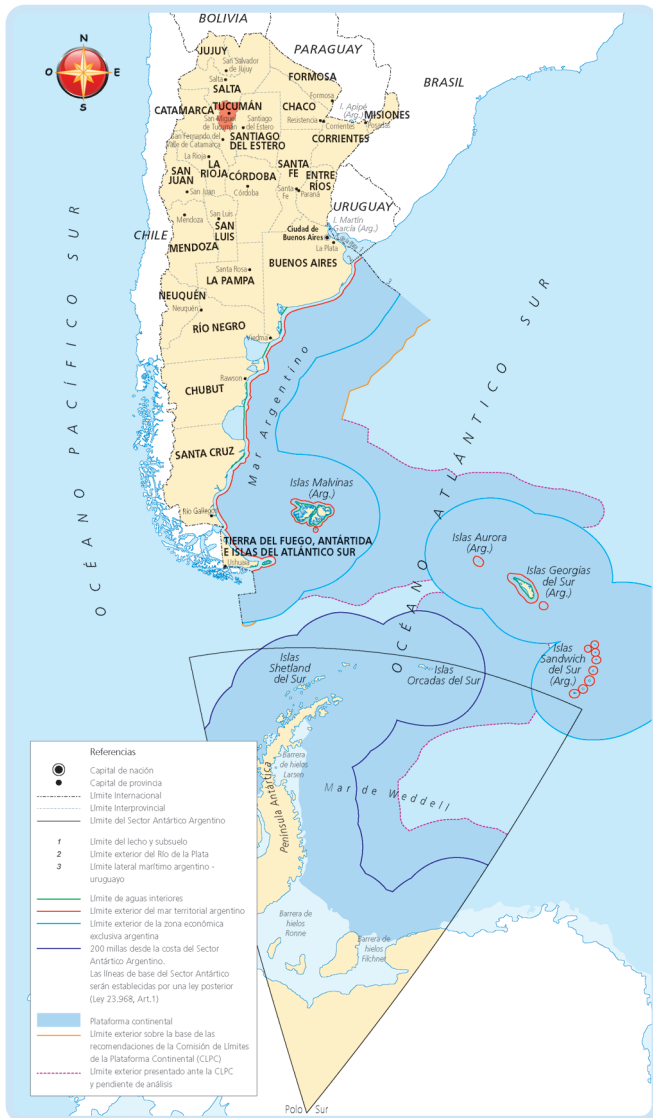 BOLIVIA
PARAGUAY
BRASIL
N
O
E
S
JUJUY
San Salvador
de Jujuy
Salta
SALTA
FORMOSA
Formosa
CATAMARCA
TUCUMÁN
San Miguel
de Tucumán
Santiago
del Estero
CHACO
Resistencia
I. Apipé
(Arg.)
MISIONES
Posadas
Corrientes
CORRIENTES
San Fernando del
Valle de Catamarca
SANTIAGO
DEL ESTERO
La Rioja
LA
RIOJA
SAN
JUAN
San Juan
CÓRDOBA
Córdoba
SANTA
FE
Santa
Fe
ENTRE
RÍOS
Paraná
URUGUAY
I. Martín
García (Arg.)
Mendoza
San Luis
SAN
LUIS
CHILE
MENDOZA
Ciudad de
Buenos Aires
La Plata
BUENOS AIRES
Santa Rosa
LA PAMPA
NEUQUÉN
Neuquén
RÍO NEGRO
Viedma
Rawson
CHUBUT
SANTA CRUZ
Río Gallegos
Mar Argentino
OCÉANO PACÍFICO SUR
OCÉANO ATLÁNTICO SUR
Islas Malvinas
(Arg.)
TIERRA DEL FUEGO, ANTÁRTIDA
E ISLAS DEL ATLÁNTICO SUR
Ushuaia
Islas Aurora
(Arg.)
Islas Georgias
del Sur
(Arg.)
Islas
Sandwich
del Sur
(Arg.)
Islas
Shetland
del Sur
Islas
Orcadas del Sur
Barrera
de hielos
Larsen
Península Antártica
Mar de Weddell
Barrera de
hielos
Ronne
Barrera de
hielos
Filchner
Polo Sur
Referencias
Capital de nación
Capital de provincia
Límite Internacional
Límite Interprovincial
Límite del Sector Antártico Argentino
1 Límite del lecho y subsuelo
2 Límite exterior del Río de la Plata
3 Límite lateral marítimo argentino -
uruguayo
Límite de aguas interiores
Límite exterior del mar territorial argentino
Límite exterior de la zona económica
exclusiva argentina
200 millas desde la costa del Sector
Antártico Argentino.
Las líneas de base del Sector Antártico
serán establecidas por una ley posterior
(Ley 23.968, Art.1)
Plataforma continental
Límite exterior sobre la base de las
recomendaciones de la Comisión de Límites
de la Plataforma Continental (CLPC)
Límite exterior presentado ante la CLPC
y pendiente de análisis